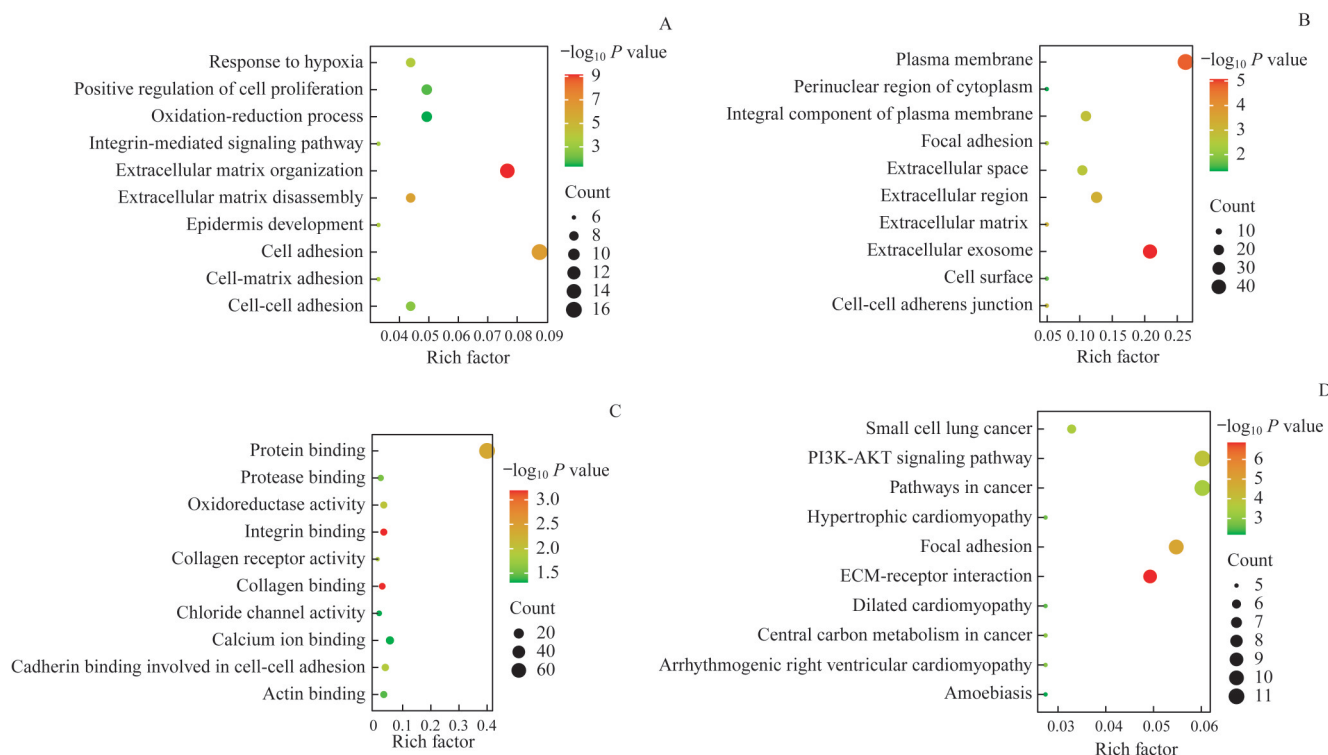 A
−log₁₀ P value
Response to hypoxia
Positive regulation of cell proliferation
Oxidation-reduction process
Integrin-mediated signaling pathway
Extracellular matrix organization
Extracellular matrix disassembly
Epidermis development
Cell adhesion
Cell-matrix adhesion
Cell-cell adhesion
9
7
5
3
Count
6
8
10
12
14
16
0.04 0.05 0.06 0.07 0.08 0.09
Rich factor
B
−log₁₀ P value
Plasma membrane
Perinuclear region of cytoplasm
Integral component of plasma membrane
Focal adhesion
Extracellular space
Extracellular region
Extracellular matrix
Extracellular exosome
Cell surface
Cell-cell adherens junction
5
4
3
2
Count
10
20
30
40
0.05 0.10 0.15 0.20 0.25
Rich factor
C
Protein binding
Protease binding
Oxidoreductase activity
Integrin binding
Collagen receptor activity
Collagen binding
Chloride channel activity
Calcium ion binding
Cadherin binding involved in cell-cell adhesion
Actin binding
−log₁₀ P value
3.0
2.5
2.0
1.5
Count
20
40
60
0 0.1 0.2 0.3 0.4
Rich factor
D
−log₁₀ P value
Small cell lung cancer
PI3K-AKT signaling pathway
Pathways in cancer
Hypertrophic cardiomyopathy
Focal adhesion
ECM-receptor interaction
Dilated cardiomyopathy
Central carbon metabolism in cancer
Arrhythmogenic right ventricular cardiomyopathy
Amoebiasis
6
5
4
3
Count
5
6
7
8
9
10
11
0.03 0.04 0.05 0.06
Rich factor